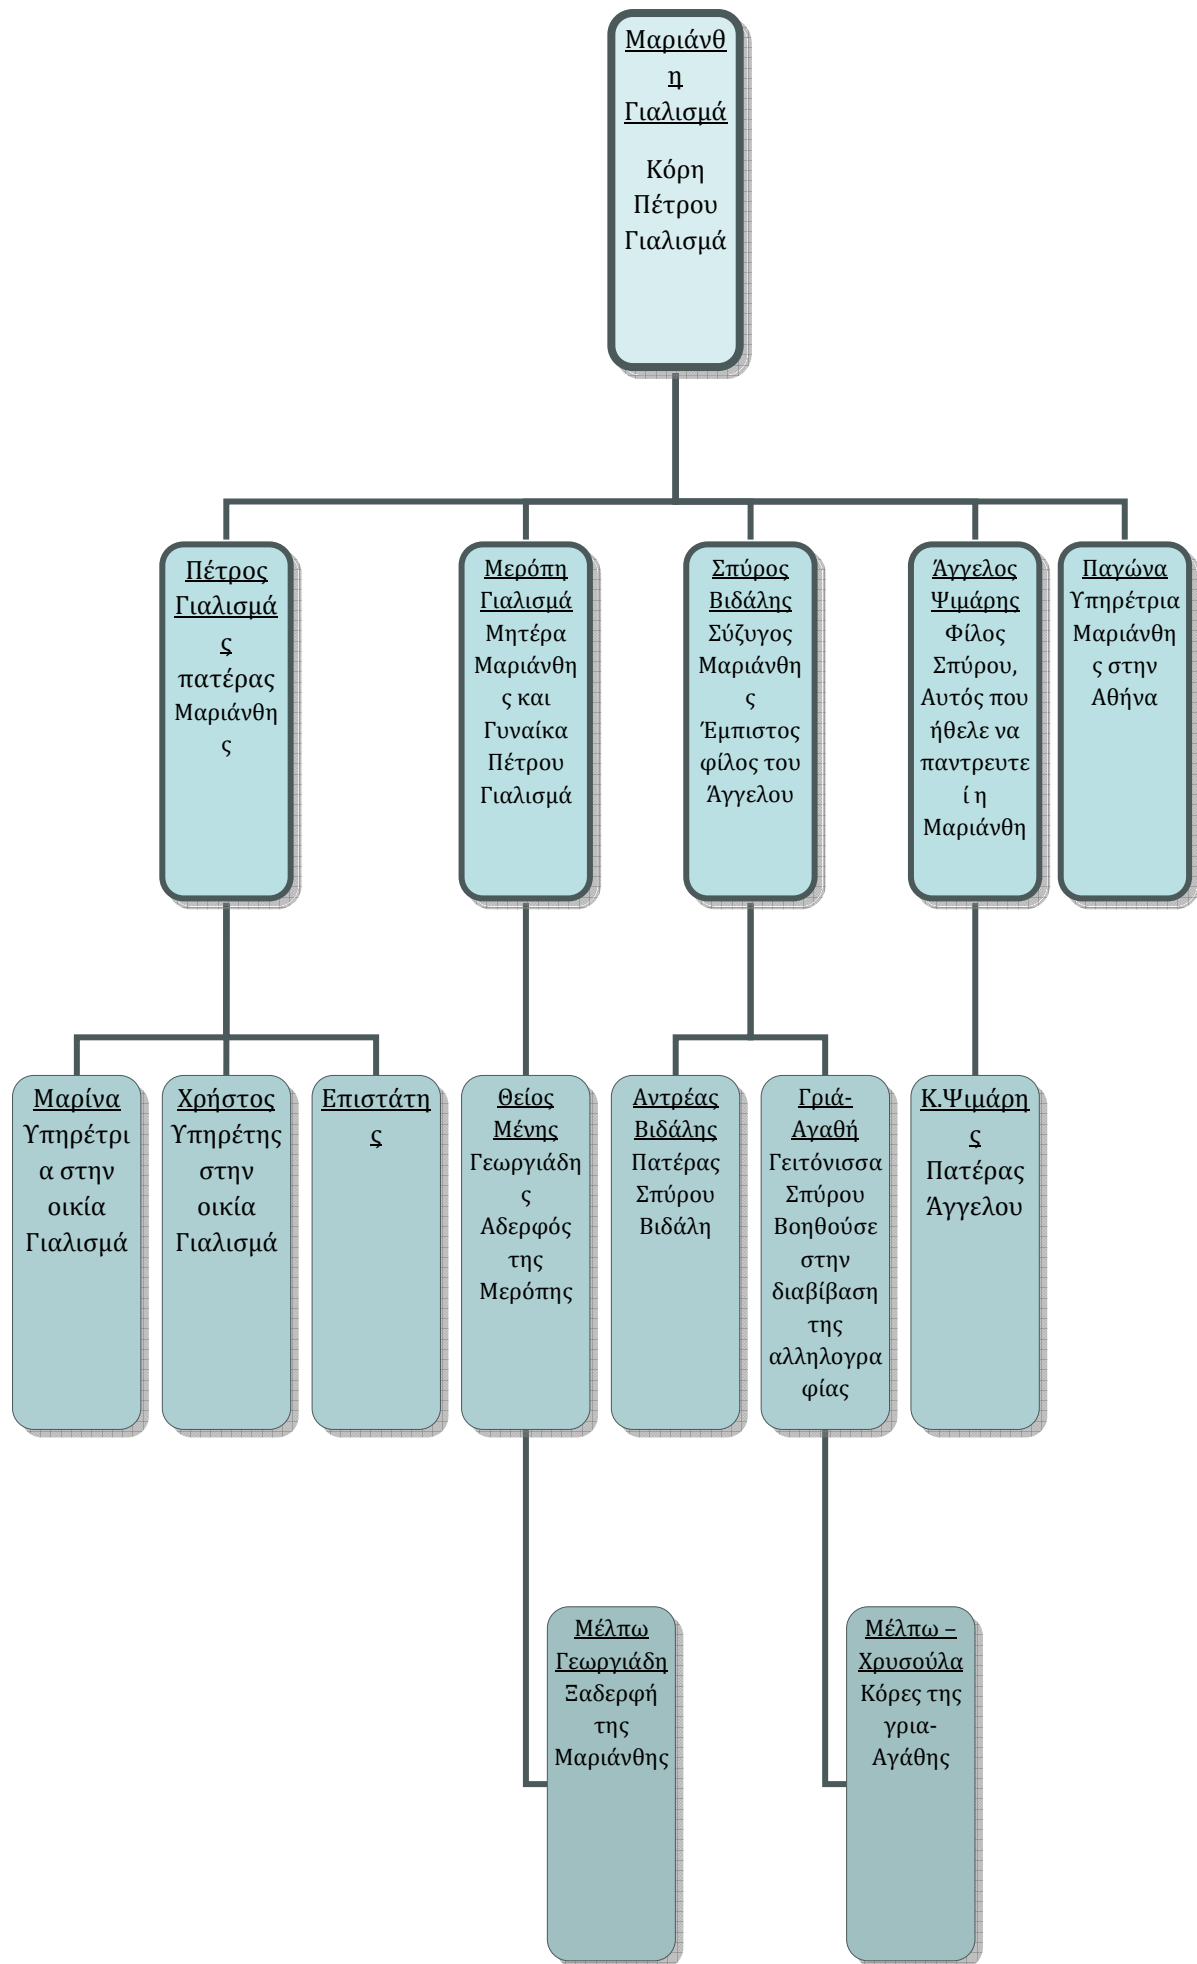 Μαριάνθ
η
Γιαλισμά
Κόρη
Πέτρου
Γιαλισμά
Πέτρος
Γιαλισμά
ς
πατέρας
Μαριάνθη
ς
Μερόπη
Γιαλισμά
Μητέρα
Μαριάνθη
ς και
Γυναίκα
Πέτρου
Γιαλισμά
Σπύρος
Βιδάλης
Σύζυγος
Μαριάνθη
ς
Έμπιστος
φίλος του
Άγγελου
Άγγελος
Ψιμάρης
Φίλος
Σπύρου,
Αυτός που
ήθελε να
παντρευτε
ί η
Μαριάνθη
Παγώνα
Υπηρέτρια
Μαριάνθη
ς στην
Αθήνα
Μαρίνα
Υπηρέτρι
α στην
οικία
Γιαλισμά
Χρήστος
Υπηρέτης
στην
οικία
Γιαλισμά
Επιστάτη
ς
Θείος
Μένης
Γεωργιάδη
ς
Αδερφός
της
Μερόπης
Αντρέας
Βιδάλης
Πατέρας
Σπύρου
Βιδάλη
Γριά-
Αγαθή
Γειτόνισσα
Σπύρου
Βοηθούσε
στην
διαβίβαση
της
αλληλογρα
φίας
Κ.Ψιμάρη
ς
Πατέρας
Άγγελου
Μέλπω
Γεωργιάδη
Ξαδερφή
της
Μαριάνθης
Μέλπω –
Χρυσούλα
Κόρες της
γρια-
Αγάθης